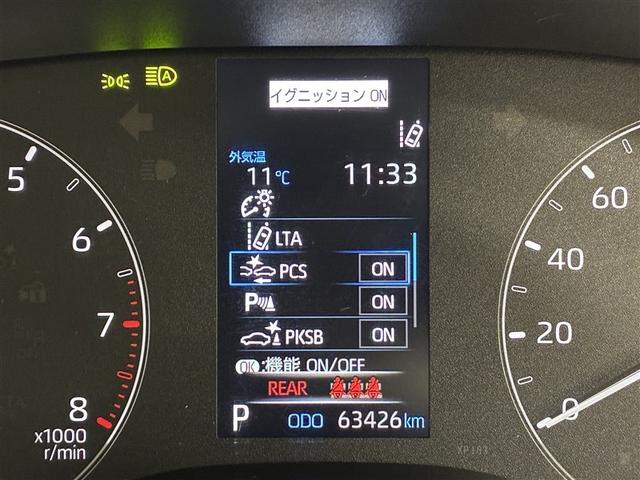 イグニッション ON
外気温
11℃ 11:33
LTA
PCS ON
P ON
PKSB ON
OK :機能 ON/OFF
REAR
P ODO 63426 km
5
6
7
8
x1000
r/min
A
60
40
20
0